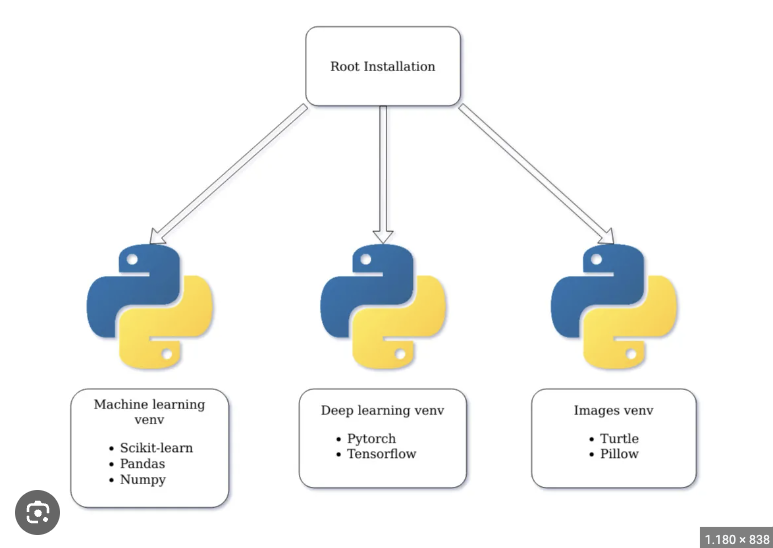 Root Installation
Machine learning
venv
• Scikit-learn
• Pandas
• Numpy
Deep learning venv
• Pytorch
• Tensorflow
Images venv
• Turtle
• Pillow
1.180 × 838